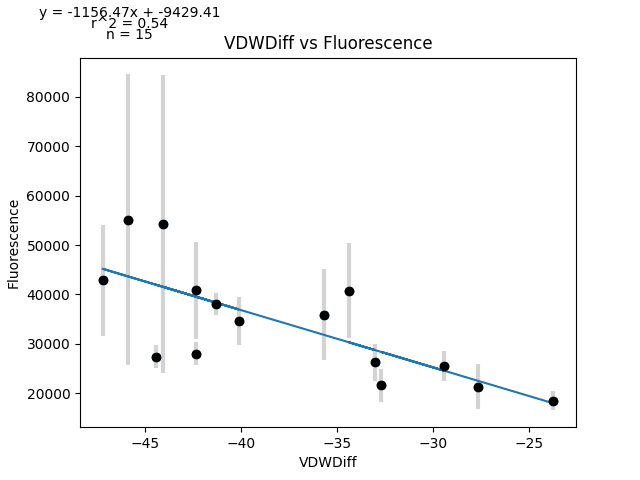 y = -1156.47x + -9429.41
r^2 = 0.54
n = 15
VDWDiff vs Fluorescence
80000
70000
60000
50000
40000
30000
20000
Fluorescence
−45
−40
−35
−30
−25
VDWDiff